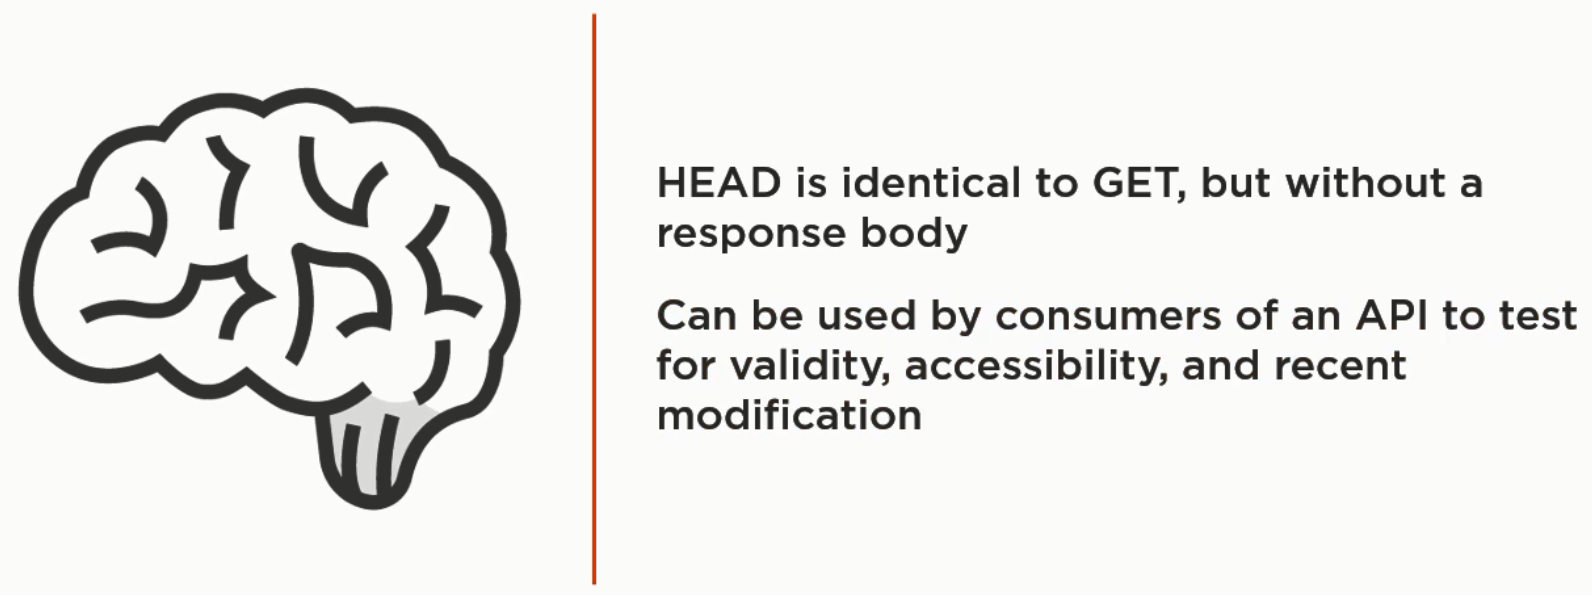 HEAD is identical to GET, but without a
response body
Can be used by consumers of an API to test
for validity, accessibility, and recent
modification